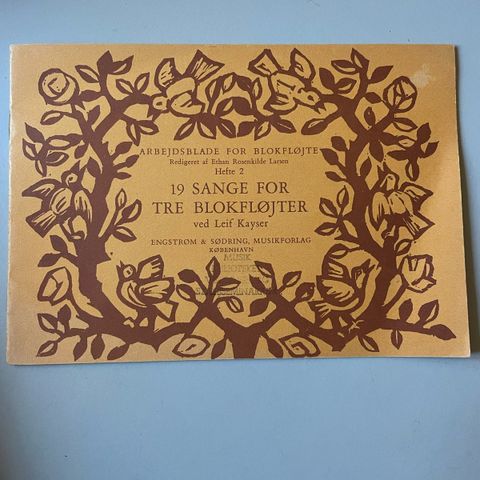 ARBEJDSBLADE FOR BLOKFLØJTE
Redigeret af Ethan Rosenkilde Larsen
Hefte 2
19 SANGE FOR
TRE BLOKFLØJTER
ved Leif Kayser
ENGSTRØM & SØDRING, MUSIKFORLAG
KØBENHAVN
MUSIK